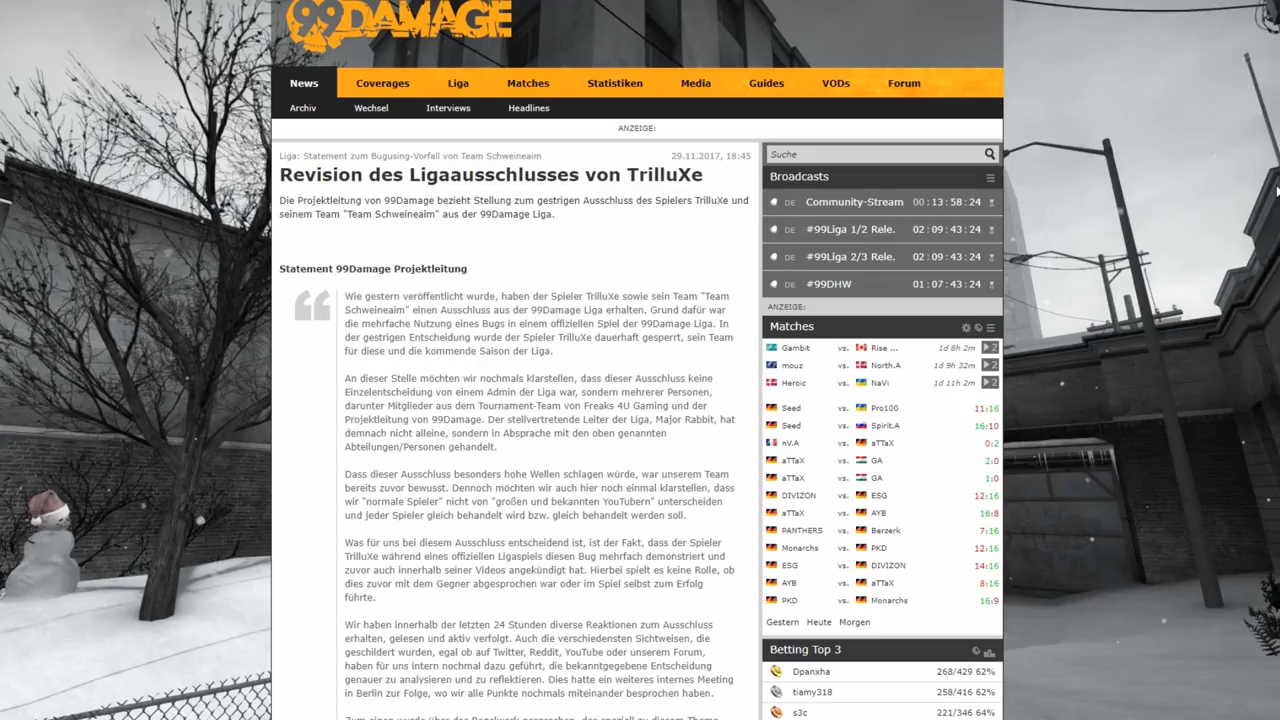 99DAMAGE
News Coverages Liga Matches Statistiken Media Guides VODs Forum
Archiv Wechsel Interviews Headlines
ANZEIGE:
Liga: Statement zum Bugusing-Vorfall von Team Schweineaim 29.11.2017, 18:45
Revision des Ligaausschlusses von TrilluXe
Die Projektleitung von 99Damage bezieht Stellung zum gestrigen Ausschluss des Spielers TrilluXe und
seinem Team "Team Schweineaim" aus der 99Damage Liga.
Statement 99Damage Projektleitung
Wie gestern veröffentlicht wurde, haben der Spieler TrilluXe sowie sein Team "Team
Schweineaim" einen Ausschluss aus der 99Damage Liga erhalten. Grund dafür war
die mehrfache Nutzung eines Bugs in einem offiziellen Spiel der 99Damage Liga. In
der gestrigen Entscheidung wurde der Spieler TrilluXe dauerhaft gesperrt, sein Team
für diese und die kommende Saison der Liga.
An dieser Stelle möchten wir nochmals klarstellen, dass dieser Ausschluss keine
Einzelentscheidung von einem Admin der Liga war, sondern mehrerer Personen,
darunter Mitglieder aus dem Tournament-Team von Freaks 4U Gaming und der
Projektleitung von 99Damage. Der stellvertretende Leiter der Liga, Major Rabbit, hat
demnach nicht alleine, sondern in Absprache mit den oben genannten
Abteilungen/Personen gehandelt.
Dass dieser Ausschluss besonders hohe Wellen schlagen würde, war unserem Team
bereits zuvor bewusst. Dennoch möchten wir auch hier noch einmal klarstellen, dass
wir "normale Spieler" nicht von "großen und bekannten YouTubern" unterscheiden
und jeder Spieler gleich behandelt wird bzw. gleich behandelt werden soll.
Was für uns bei diesem Ausschluss entscheidend ist, ist der Fakt, dass der Spieler
TrilluXe während eines offiziellen Ligaspiels diesen Bug mehrfach demonstriert und
zuvor auch innerhalb seiner Videos angekündigt hat. Hierbei spielt es keine Rolle, ob
dies zuvor mit dem Gegner abgesprochen war oder im Spiel selbst zum Erfolg
führte.
Wir haben innerhalb der letzten 24 Stunden diverse Reaktionen zum Ausschluss
erhalten, gelesen und aktiv verfolgt. Auch die verschiedensten Sichtweisen, die
geschildert wurden, egal ob auf Twitter, Reddit, YouTube oder unserem Forum,
haben für uns intern nochmal dazu geführt, die bekanntgegebene Entscheidung
genauer zu analysieren und zu reflektieren. Dies hatte ein weiteres internes Meeting
in Berlin zur Folge, wo wir alle Punkte nochmals miteinander besprochen haben.
Suche
Broadcasts
DE Community-Stream 00:13:58:24
DE #99Liga 1/2 Rele. 02:09:43:24
DE #99Liga 2/3 Rele. 02:09:43:24
DE #99DHW 01:07:43:24
ANZEIGE:
Matches
Gambit vs. Rise ... 1d 8h 2m 2
mouz vs. North.A 1d 9h 32m 2
Heroic vs. NaVi 1d 11h 2m 2
Seed vs. Pro100 11:16
Seed vs. Spirit.A 16:10
nV.A vs. aTTaX 0:2
aTTaX vs. GA 2:0
aTTaX vs. GA 1:0
DIVIZON vs. ESG 12:16
aTTaX vs. AYB 16:8
PANTHERS vs. Berzerk 7:16
Monarchs vs. PKD 12:16
ESG vs. DIVIZON 14:16
AYB vs. aTTaX 8:16
PKD vs. Monarchs 16:9
Gestern Heute Morgen
Betting Top 3
Dpanxha 268/429 62%
tiamy318 258/416 62%
s3c 221/346 64%